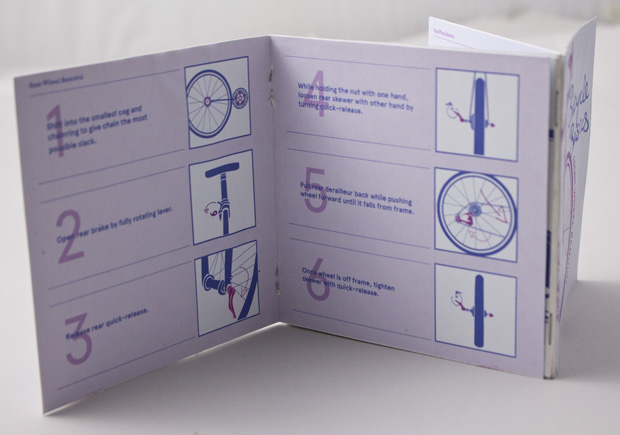 Rear Wheel Removal
1
Shift into the smallest cog and
chainring to give chain the most
possible slack.
2
Open rear brake by fully rotating lever.
3
Release rear quick-release.
4
While holding the nut with one hand,
loosen rear skewer with other hand by
turning quick-release.
5
Pull rear derailleur back while pushing
wheel forward until it falls from frame.
6
Once wheel is off frame, tighten
skewer with quick-release.